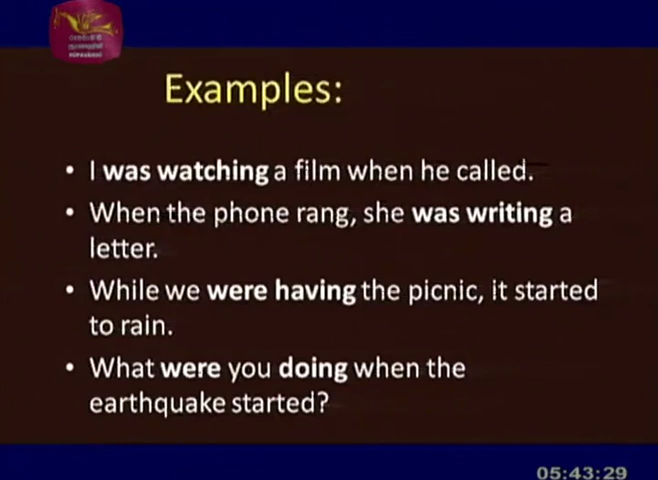 Examples:
• I was watching a film when he called.
• When the phone rang, she was writing a
letter.
• While we were having the picnic, it started
to rain.
• What were you doing when the
earthquake started?
05:43:29